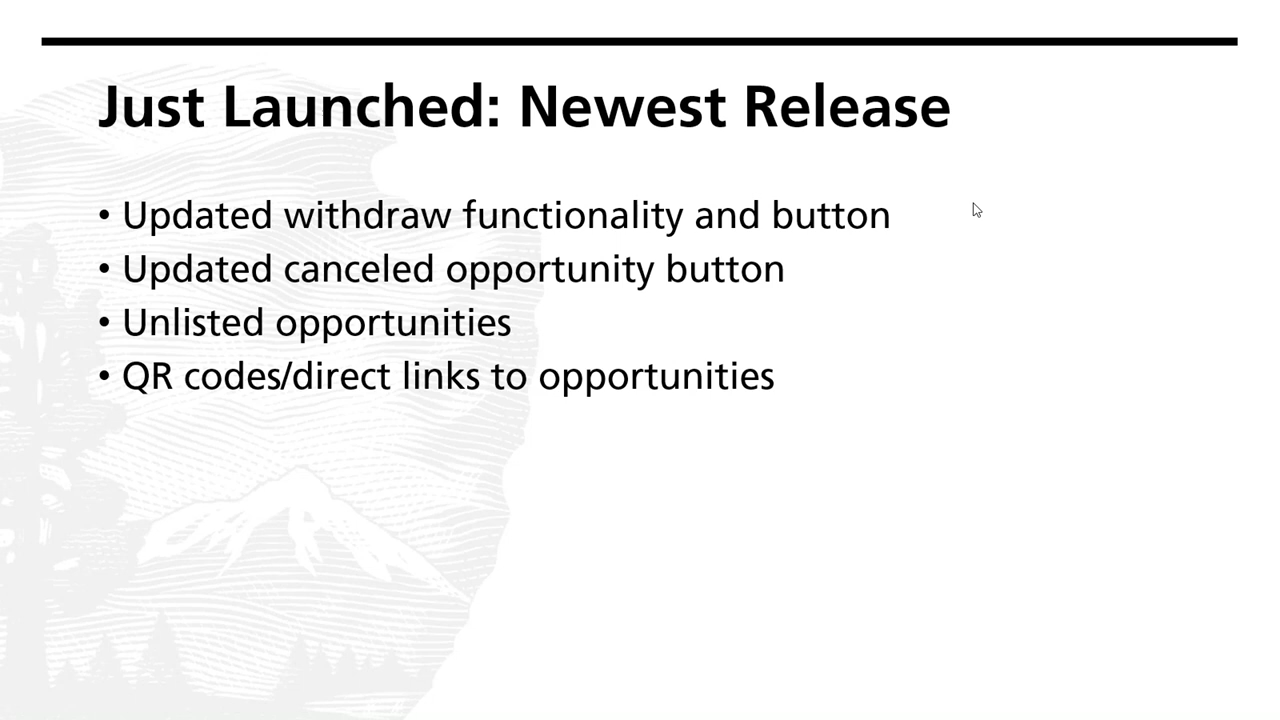 Just Launched: Newest Release
• Updated withdraw functionality and button
• Updated canceled opportunity button
• Unlisted opportunities
• QR codes/direct links to opportunities